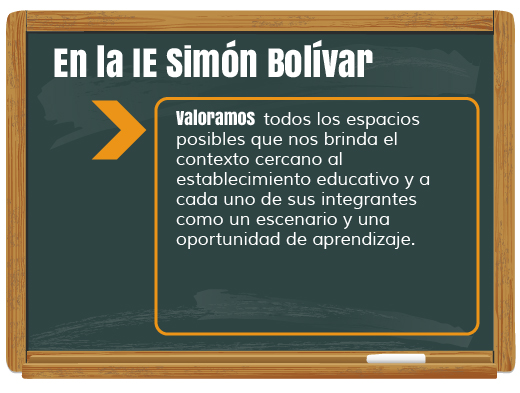 En la IE Simón Bolívar
Valoramos todos los espacios
posibles que nos brinda el
contexto cercano al
establecimiento educativo y a
cada uno de sus integrantes
como un escenario y una
oportunidad de aprendizaje.